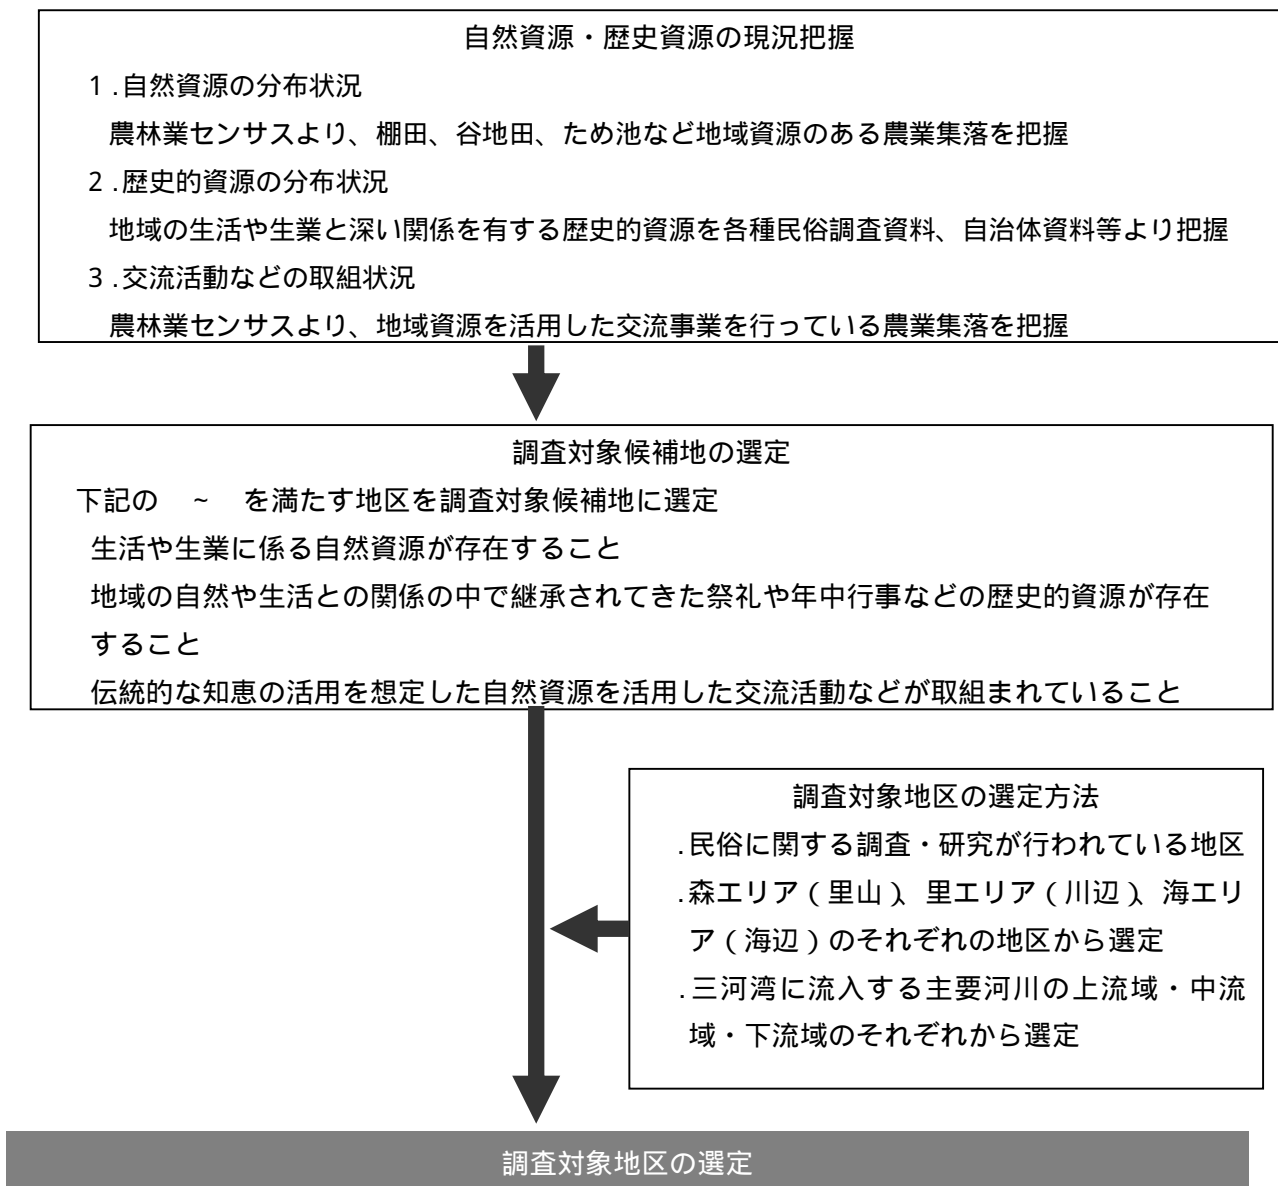 自然資源・歴史資源の現況把握
1.自然資源の分布状況
農林業センサスより、棚田、谷地田、ため池など地域資源のある農業集落を把握
2.歴史的資源の分布状況
地域の生活や生業と深い関係を有する歴史的資源を各種民俗調査資料、自治体資料等より把握
3.交流活動などの取組状況
農林業センサスより、地域資源を活用した交流事業を行っている農業集落を把握
調査対象候補地の選定
下記の　~　を満たす地区を調査対象候補地に選定
生活や生業に係る自然資源が存在すること
地域の自然や生活との関係の中で継承されてきた祭礼や年中行事などの歴史的資源が存在
すること
伝統的な知恵の活用を想定した自然資源を活用した交流活動などが取組まれていること
調査対象地区の選定方法
.民俗に関する調査・研究が行われている地区
.森エリア(里山)、里エリア(川辺)、海エリ
ア(海辺)のそれぞれの地区から選定
.三河湾に流入する主要河川の上流域・中流
域・下流域のそれぞれから選定
調査対象地区の選定